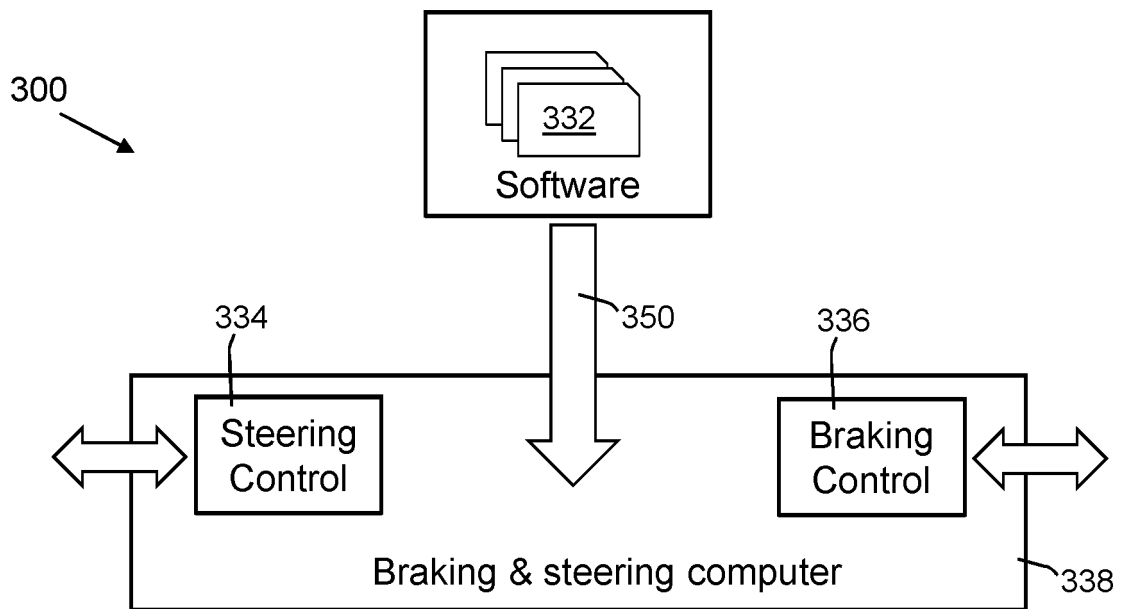 300
332
Software
350
334
336
Steering
Control
Braking
Control
Braking & steering computer
338